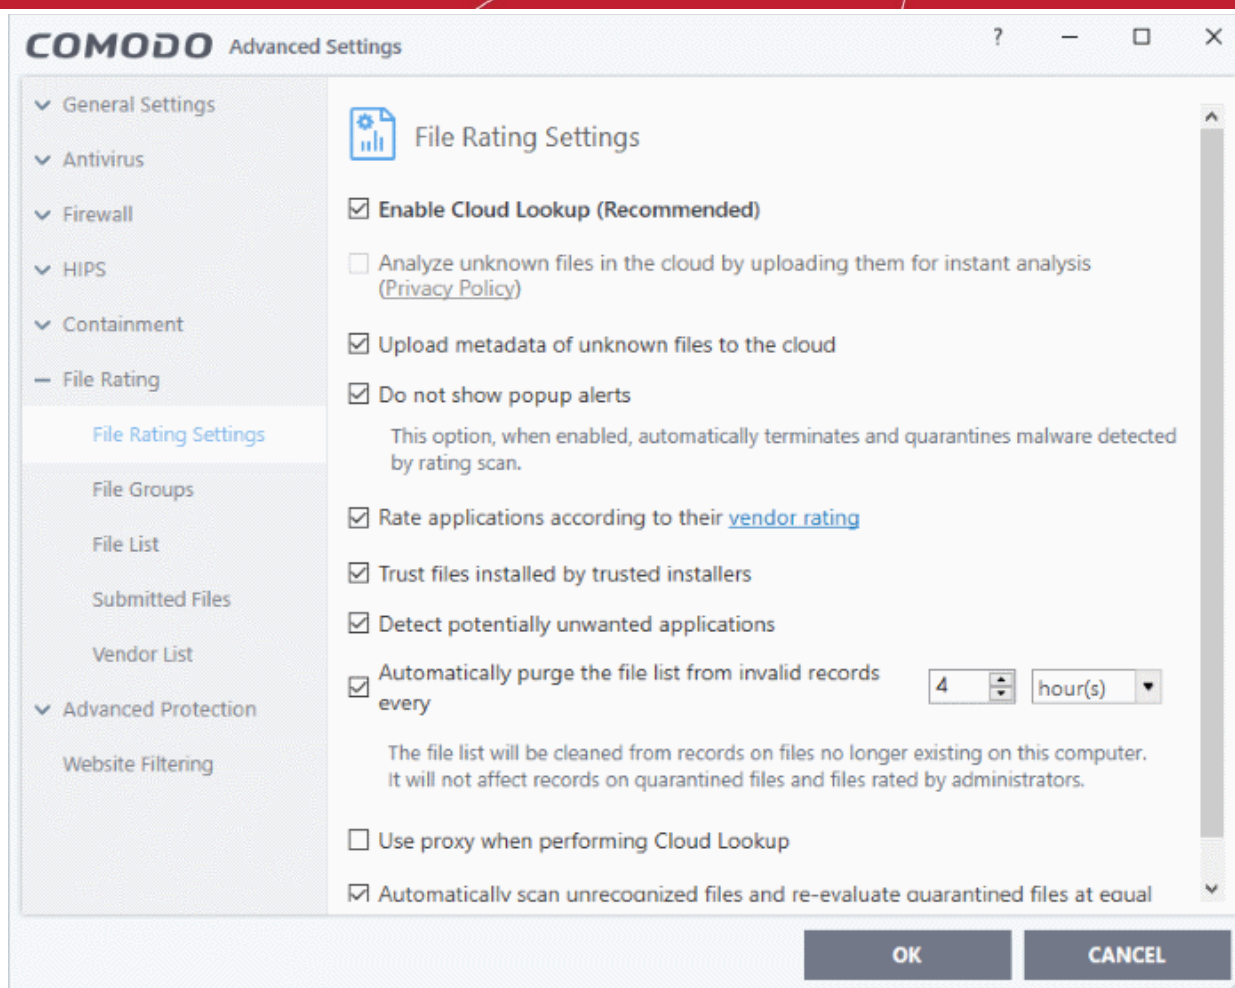 COMODO Advanced Settings
?
General Settings
Antivirus
Firewall
HIPS
Containment
File Rating
File Rating Settings
File Groups
File List
Submitted Files
Vendor List
Advanced Protection
Website Filtering
File Rating Settings
Enable Cloud Lookup (Recommended)
Analyze unknown files in the cloud by uploading them for instant analysis
(Privacy Policy)
Upload metadata of unknown files to the cloud
Do not show popup alerts
This option, when enabled, automatically terminates and quarantines malware detected
by rating scan.
Rate applications according to their vendor rating
Trust files installed by trusted installers
Detect potentially unwanted applications
Automatically purge the file list from invalid records
every
4 hour(s)
The file list will be cleaned from records on files no longer existing on this computer.
It will not affect records on quarantined files and files rated by administrators.
Use proxy when performing Cloud Lookup
Automatically scan unrecognized files and re-evaluate quarantined files at equal
OK CANCEL